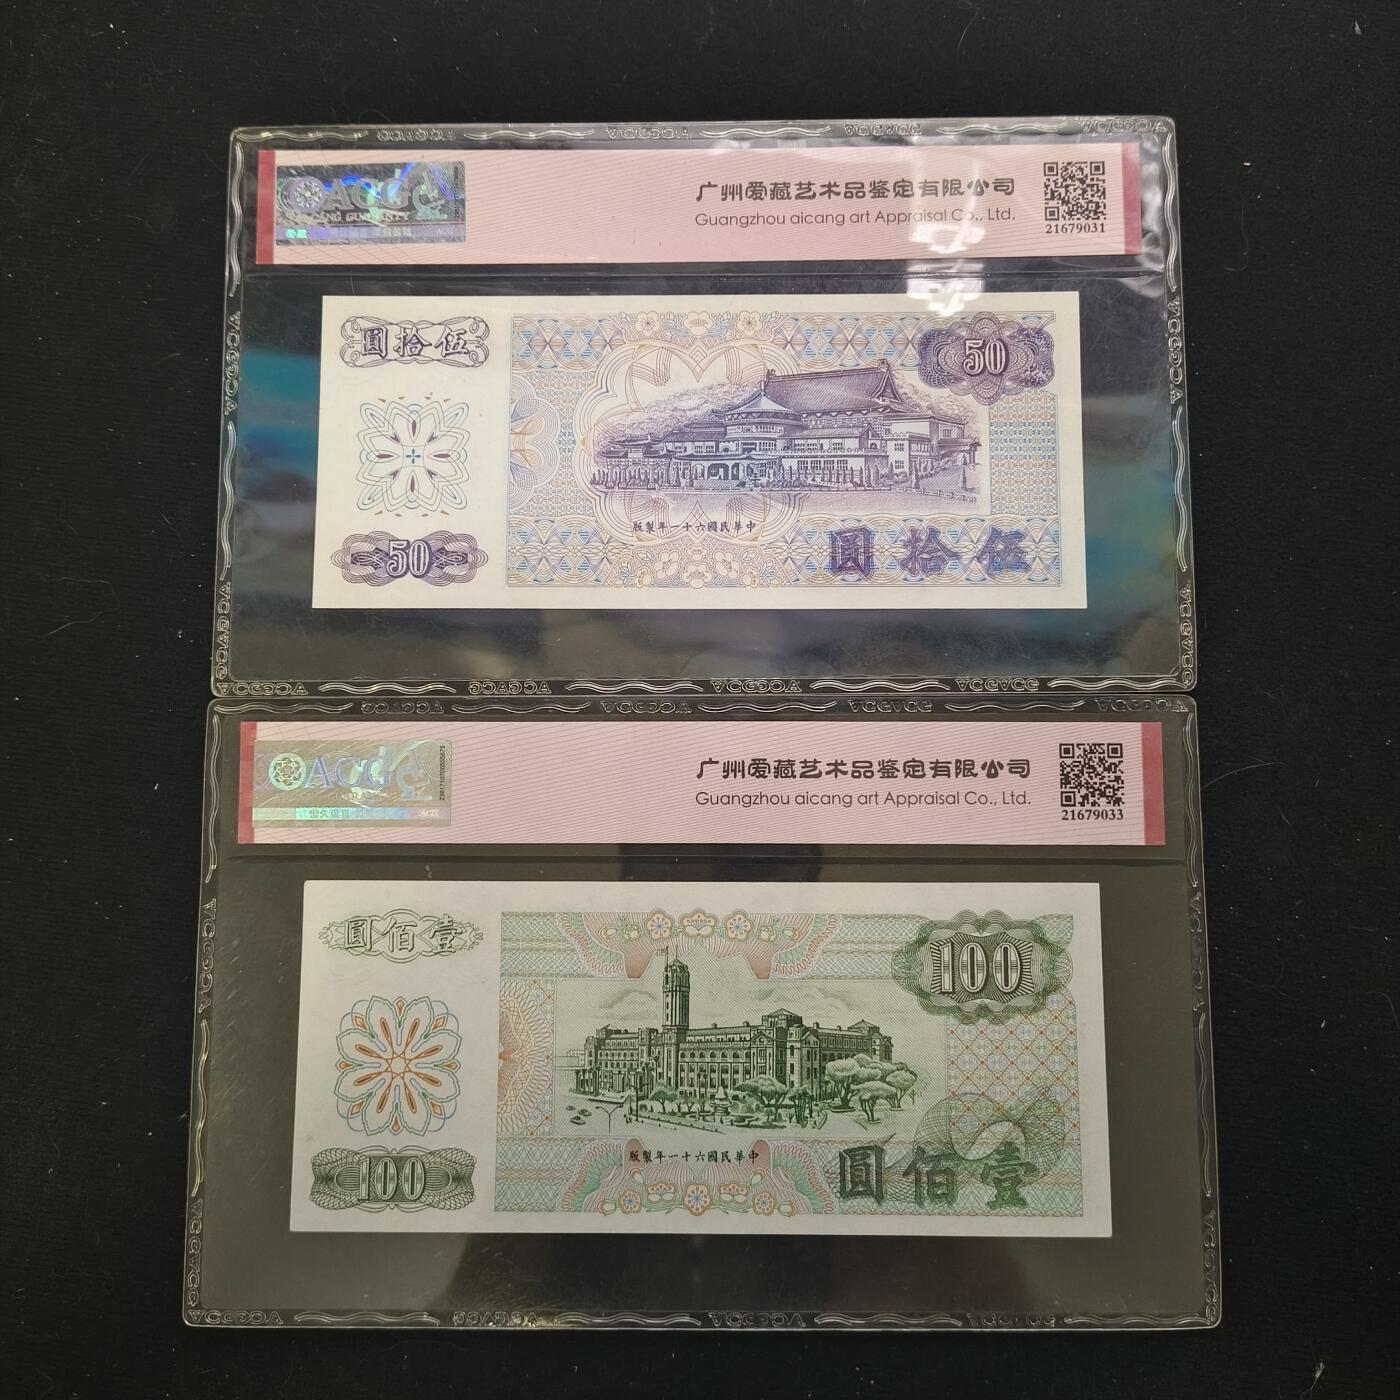 ACG
广州爱藏艺术品鉴定有限公司
Guangzhou aicang art Appraisal Co., Ltd.
21679031
圓拾伍
50
版製年一十六國民華中
圓拾伍
50
ACG
广州爱藏艺术品鉴定有限公司
Guangzhou aicang art Appraisal Co., Ltd.
21679033
圓佰壹
100
版製年一十六國民華中
圓佰壹
100